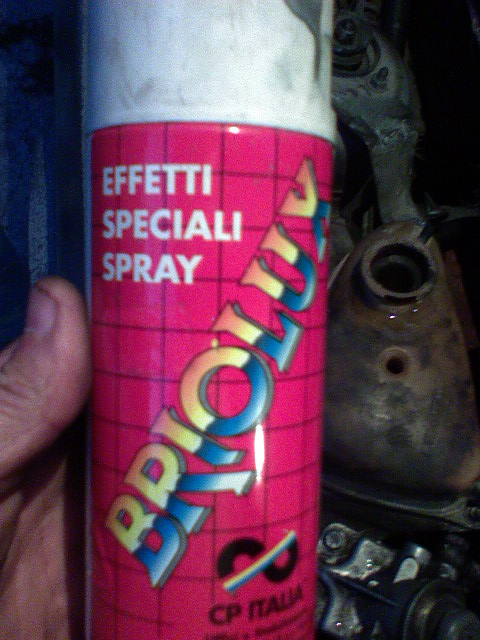 EFFETTI
SPECIALI
SPRAY
BRIOLUX
CP ITALIA